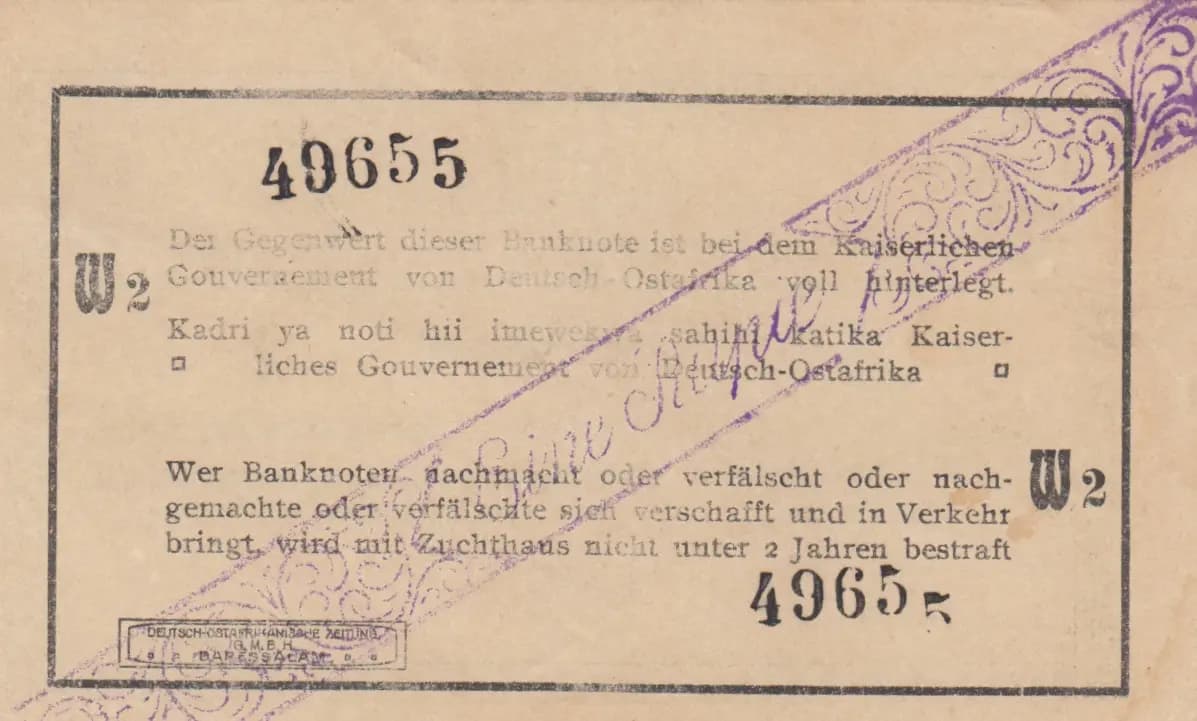 49655
Der Gegenwert dieser Banknote ist bei dem Kaiserlichen
W2
Gouvernement von Deutsch-Ostafrika voll hinterlegt.
Kadri ya noti hii imewekwa sahihi katika Kaiser-
liches Gouvernement von Deutsch-Ostafrika
Eine Rupie
Wer Banknoten nachmacht oder verfälscht oder nach-
W2
gemachte oder verfälschte sich verschafft und in Verkehr
bringt, wird mit Zuchthaus nicht unter 2 Jahren bestraft
49655
DEUTSCH-OSTAFRIKANISCHE ZEITUNG
G. M. B. H.
DARESSALAM